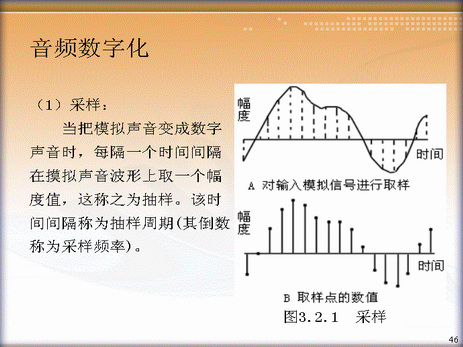 音频数字化
（1）采样：
当把模拟声音变成数字
声音时，每隔一个时间间隔
在模拟声音波形上取一个幅
度值，这称之为抽样。该时
间间隔称为抽样周期(其倒数
称为采样频率)。
幅
度
时间
A 对输入模拟信号进行取样
幅
度
时间
B 取样点的数值
图3.2.1 采样
46